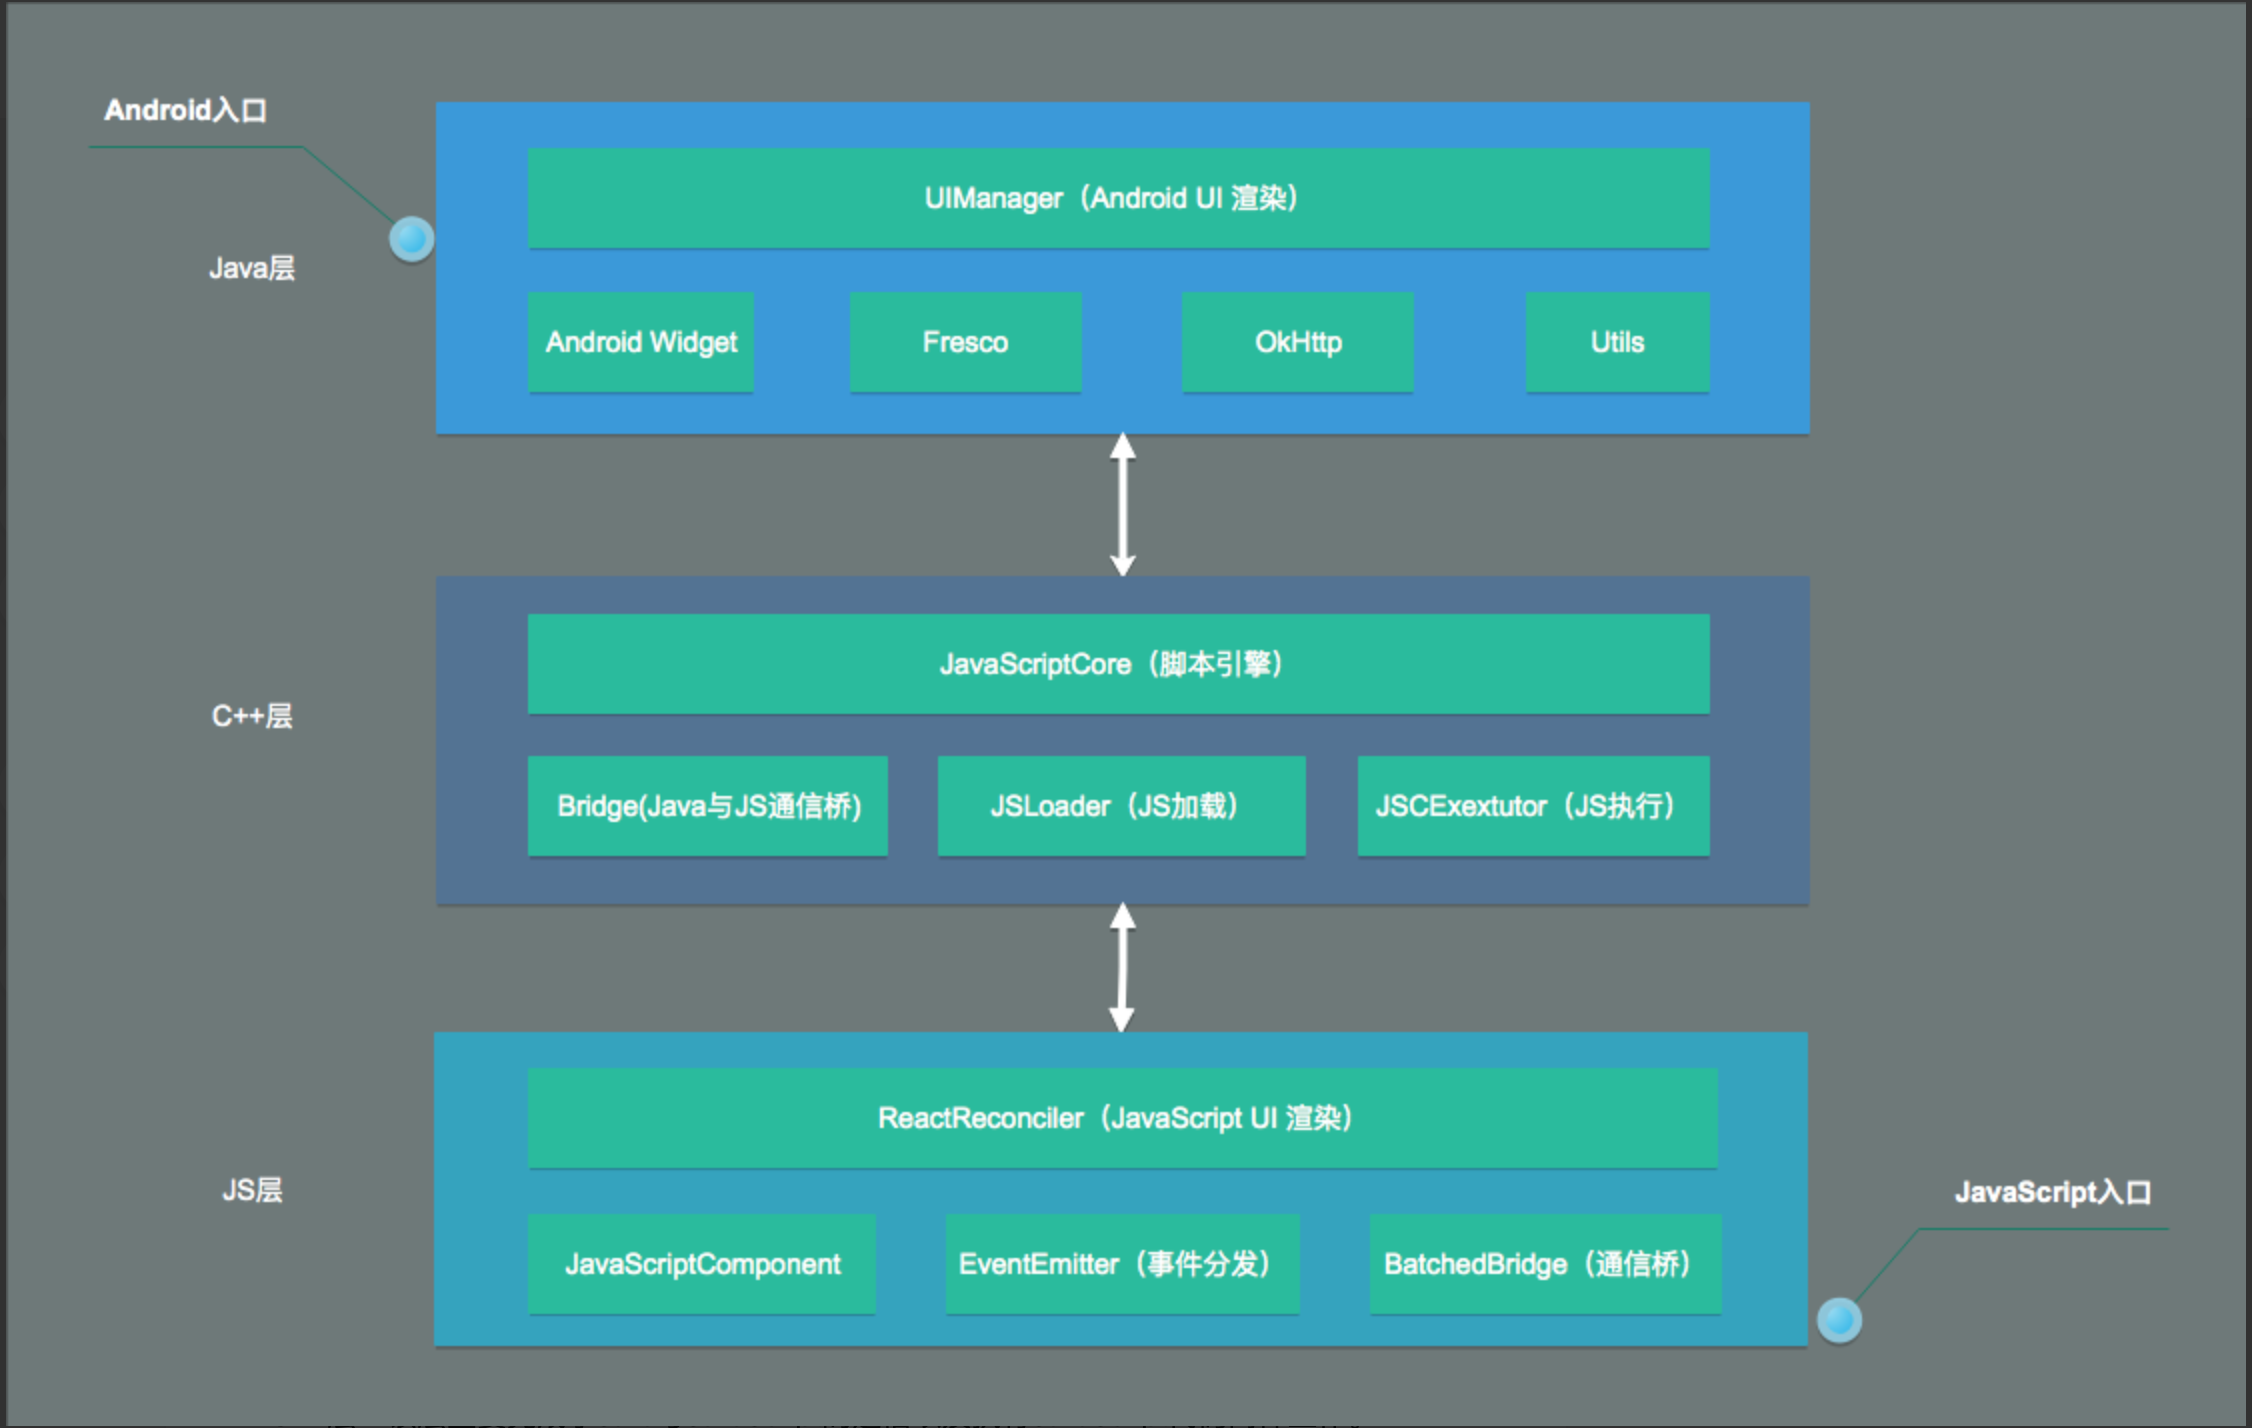 Android入口
UIManager（Android UI 渲染）
Java层
Android Widget
Fresco
OkHttp
Utils
JavaScriptCore（脚本引擎）
C++层
Bridge(Java与JS通信桥)
JSLoader（JS加载）
JSCExextutor（JS执行）
ReactReconciler（JavaScript UI 渲染）
JS层
JavaScript入口
JavaScriptComponent
EventEmitter（事件分发）
BatchedBridge（通信桥）